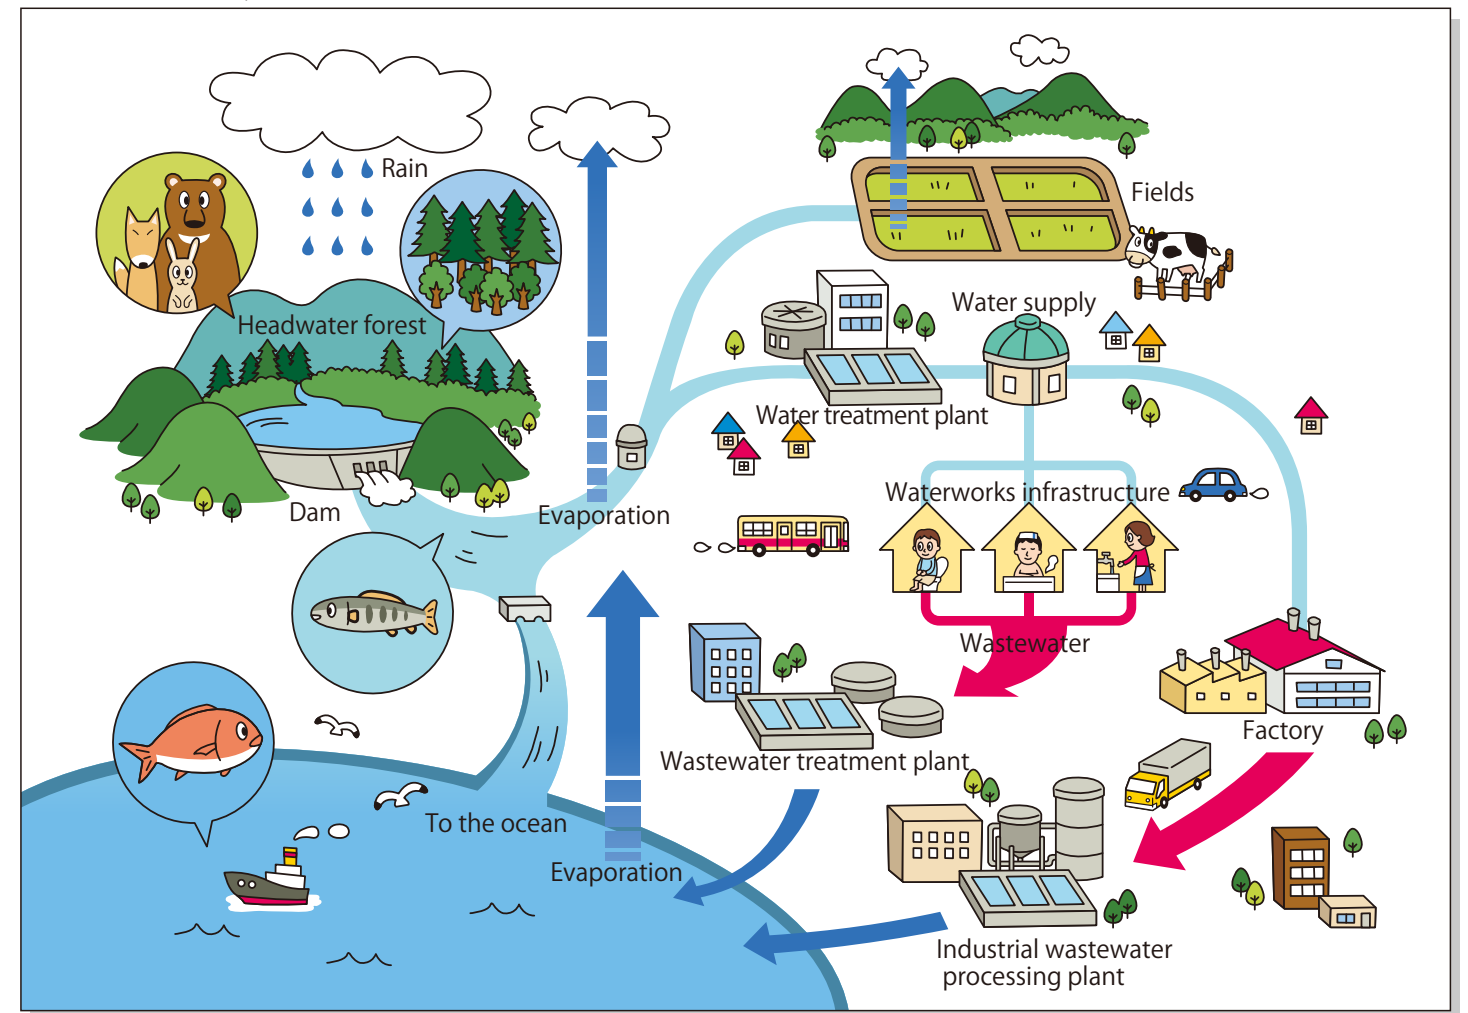 Rain
Fields
Headwater forest
Water supply
Water treatment plant
Dam
Evaporation
Waterworks infrastructure
Wastewater
Factory
Wastewater treatment plant
To the ocean
Evaporation
Industrial wastewater
processing plant